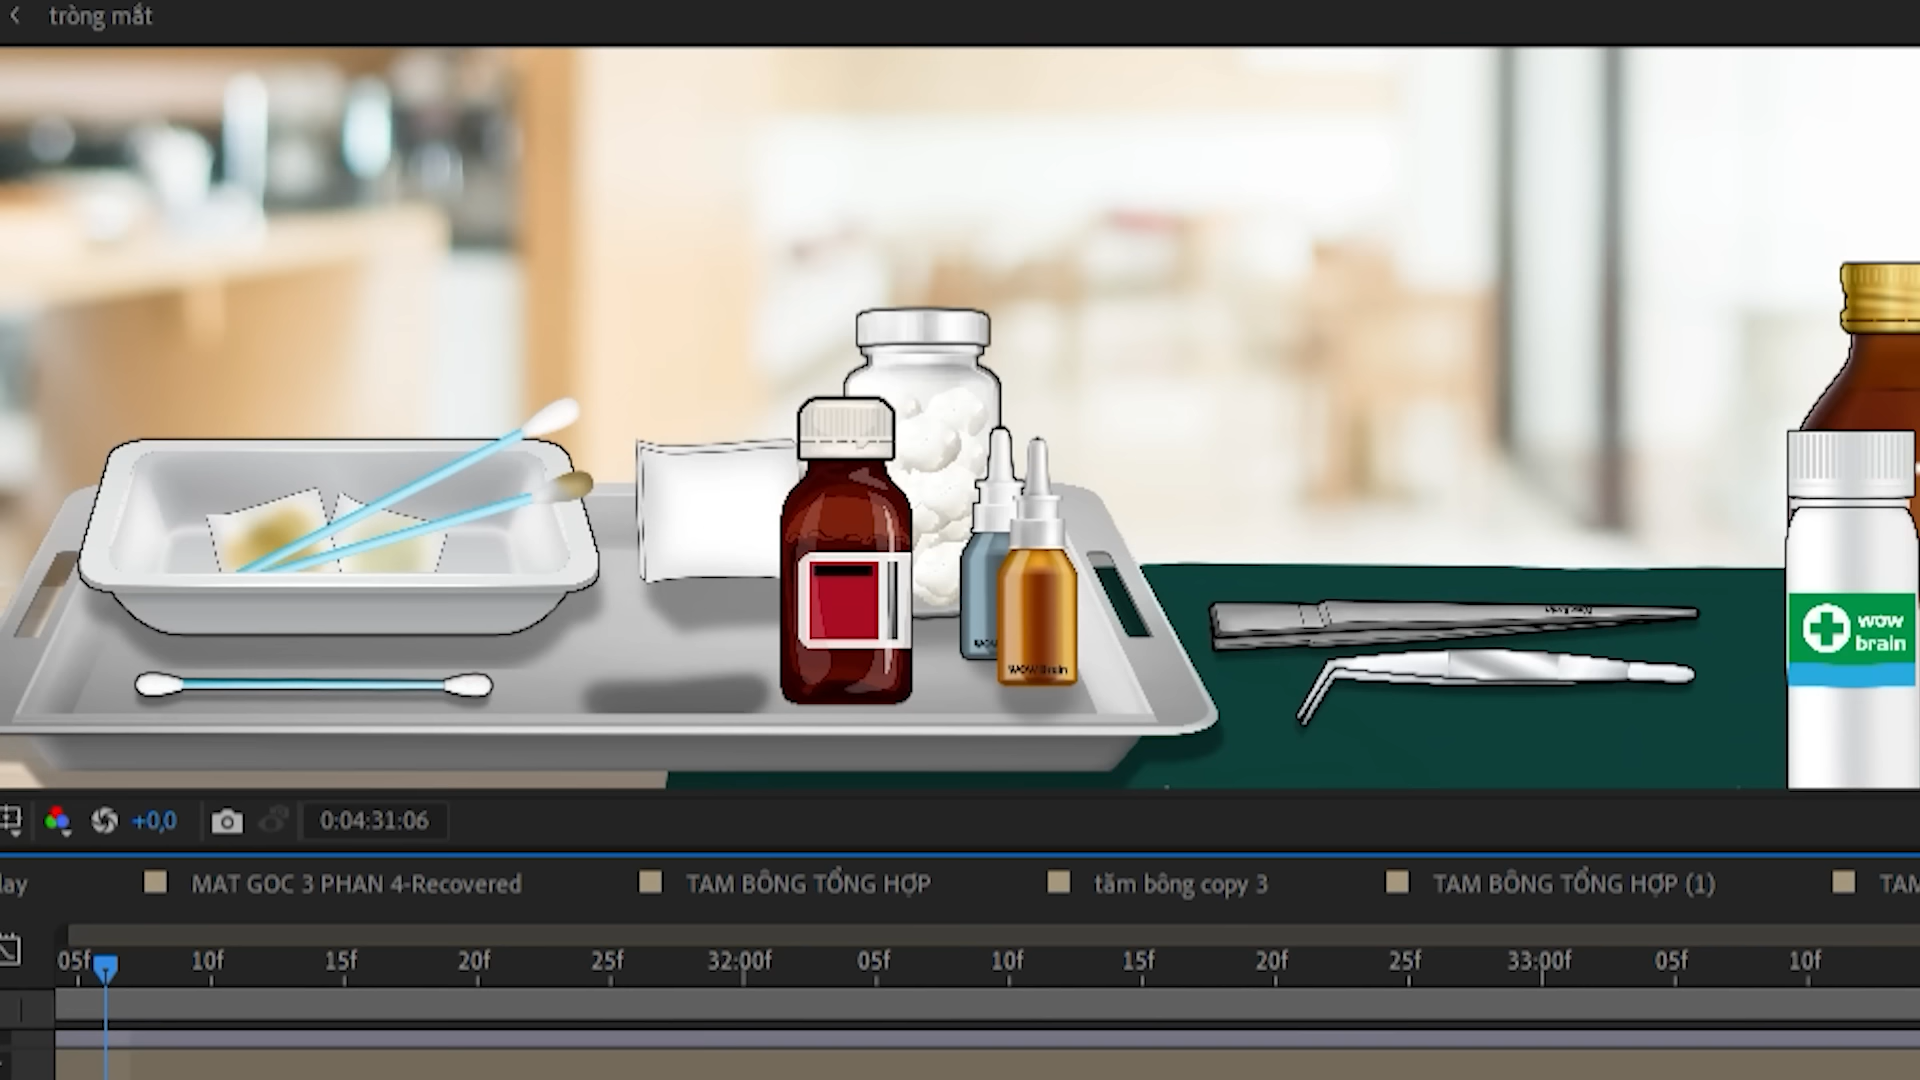 tròng mắt
wow
brain
WOW Brain
+0,0
0:04:31:06
lay
MAT GOC 3 PHAN 4-Recovered
TAM BÔNG TỔNG HỢP
tăm bông copy 3
TAM BÔNG TỔNG HỢP (1)
TAM
05f
10f
15f
20f
25f
32:00f
05f
10f
15f
20f
25f
33:00f
05f
10f